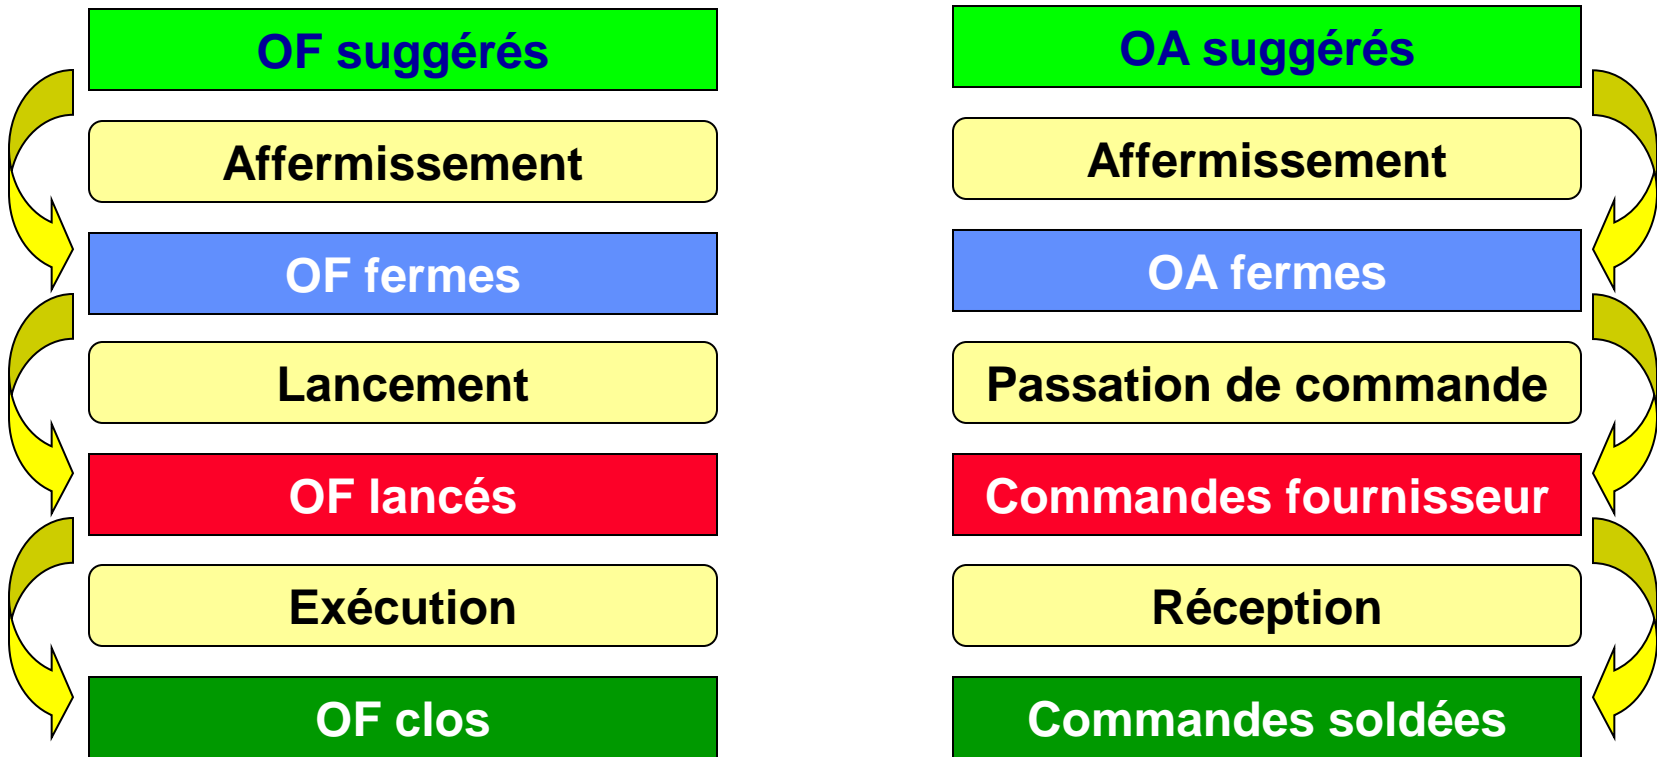 OF suggérés
Affermissement
OF fermes
Lancement
OF lancés
Exécution
OF clos
OA suggérés
Affermissement
OA fermes
Passation de commande
Commandes fournisseur
Réception
Commandes soldées